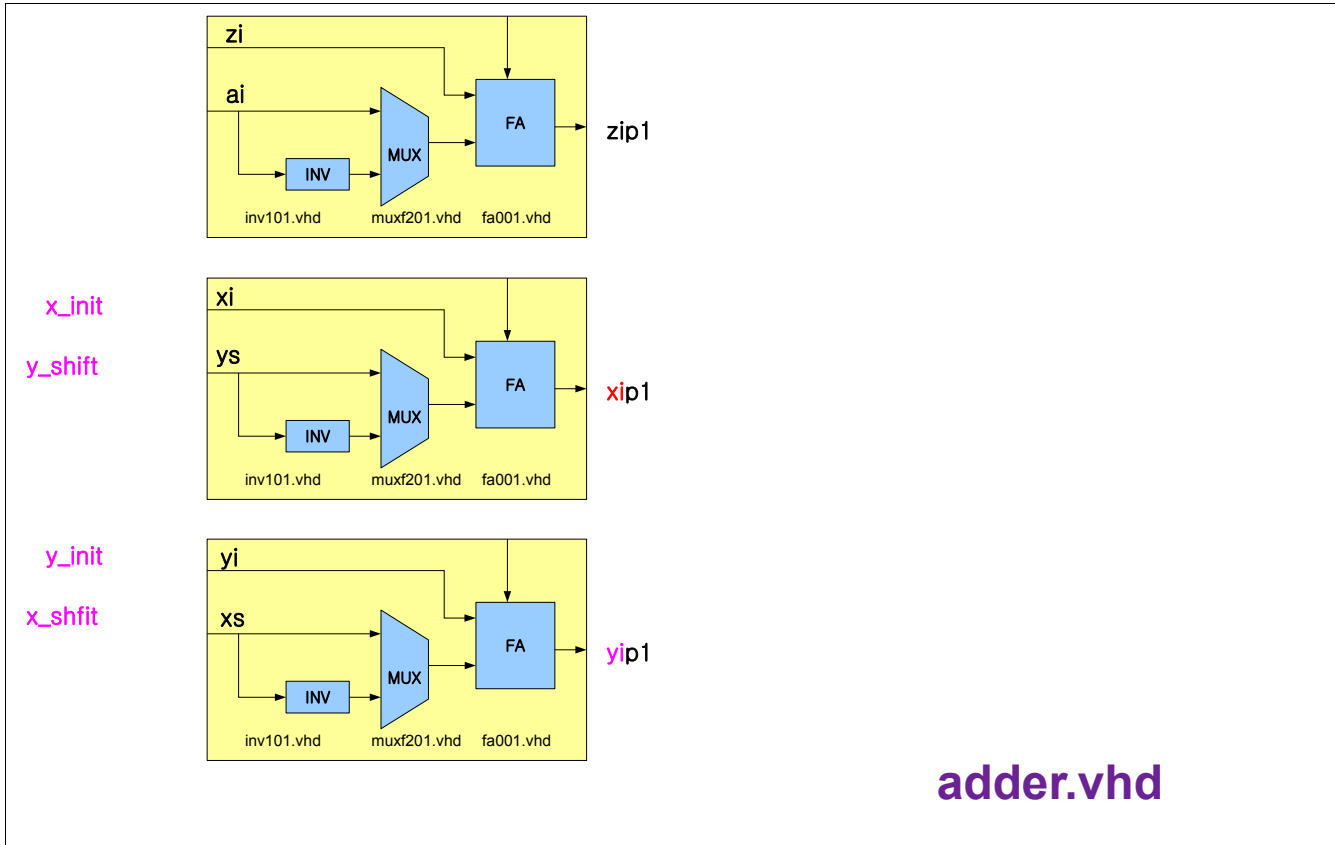 zi
ai
FA
zip1
MUX
INV
inv101.vhd muxf201.vhd fa001.vhd
x_init
xi
y_shift
ys
FA
xip1
MUX
INV
inv101.vhd muxf201.vhd fa001.vhd
y_init
yi
x_shfit
xs
FA
yip1
MUX
INV
inv101.vhd muxf201.vhd fa001.vhd
adder.vhd